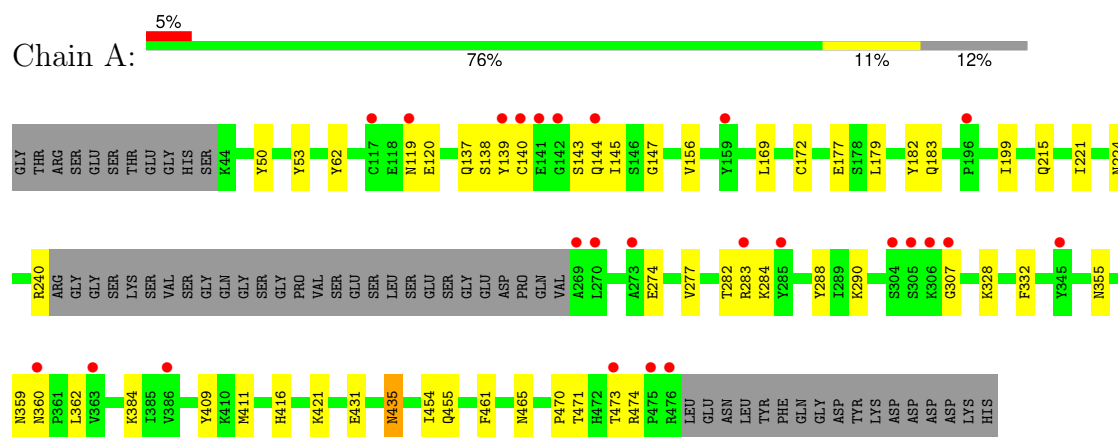 5%
Chain A:
76% 11% 12%
GLY THR ARG SER GLU SER THR GLU GLY HIS SER K44 Y50 Y53 Y62 C117 E118 N119 E120 Q137 S138 Y139 C140 E141 G142 S143 Q144 I145 S146 G147 V156 Y159 L169 C172 E177 S178 L179 Y182 Q183 P196 I199 Q215 I221
R240 ARG GLY GLY SER LYS SER VAL SER GLY GLN GLY SER GLY PRO VAL SER GLU SER LEU SER GLU SER GLY GLU ASP PRO GLN VAL A269 L270 A273 E274 V277 T282 R283 K284 Y285 Y288 I289 K290 S304 S305 K306 G307 K328 F332 Y345 N355
N359 N360 P361 L362 V363 K384 I385 V386 Y409 K410 M411 H416 K421 E431 N435 I454 Q455 F461 N465 P470 T471 H472 T473 R474 P475 R476 LEU GLU ASN LEU TYR PHE GLN GLY ASP TYR LYS ASP ASP ASP ASP LYS HIS